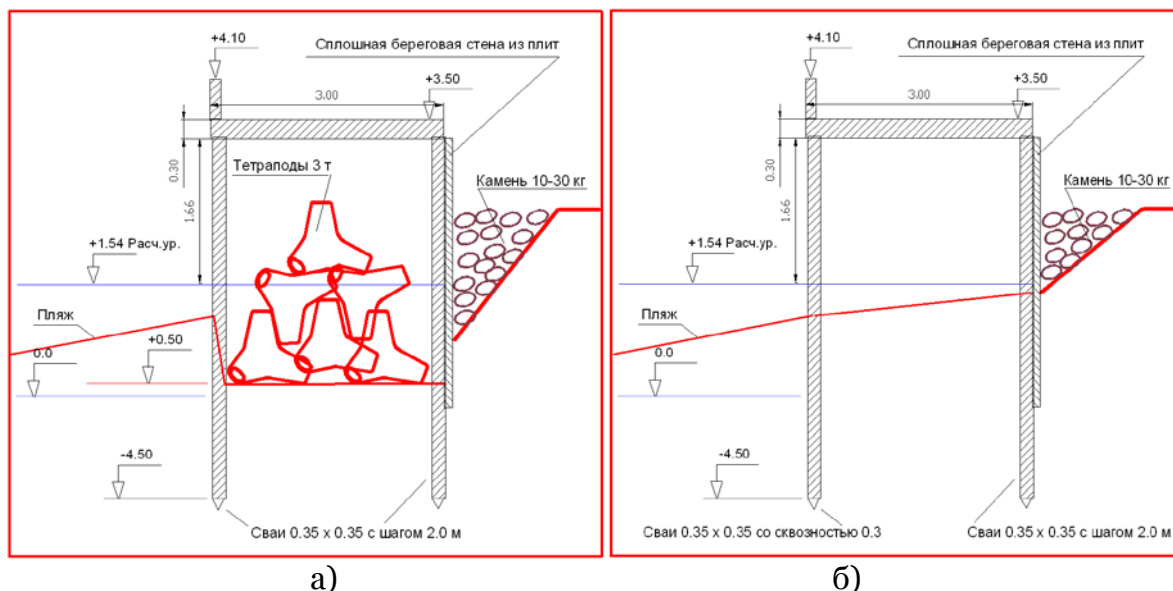 +4.10
Сплошная береговая стена из плит
+3.50
3.00
0.30
1.66
Тетраподы 3 т
Камень 10-30 кг
+1.54 Расч.ур.
Пляж
0.0
+0.50
-4.50
Сваи 0.35 x 0.35 с шагом 2.0 м
а)
+4.10
Сплошная береговая стена из плит
+3.50
3.00
0.30
1.66
Камень 10-30 кг
+1.54 Расч.ур.
Пляж
0.0
-4.50
Сваи 0.35 x 0.35 со сквозностью 0.3
Сваи 0.35 x 0.35 с шагом 2.0 м
б)